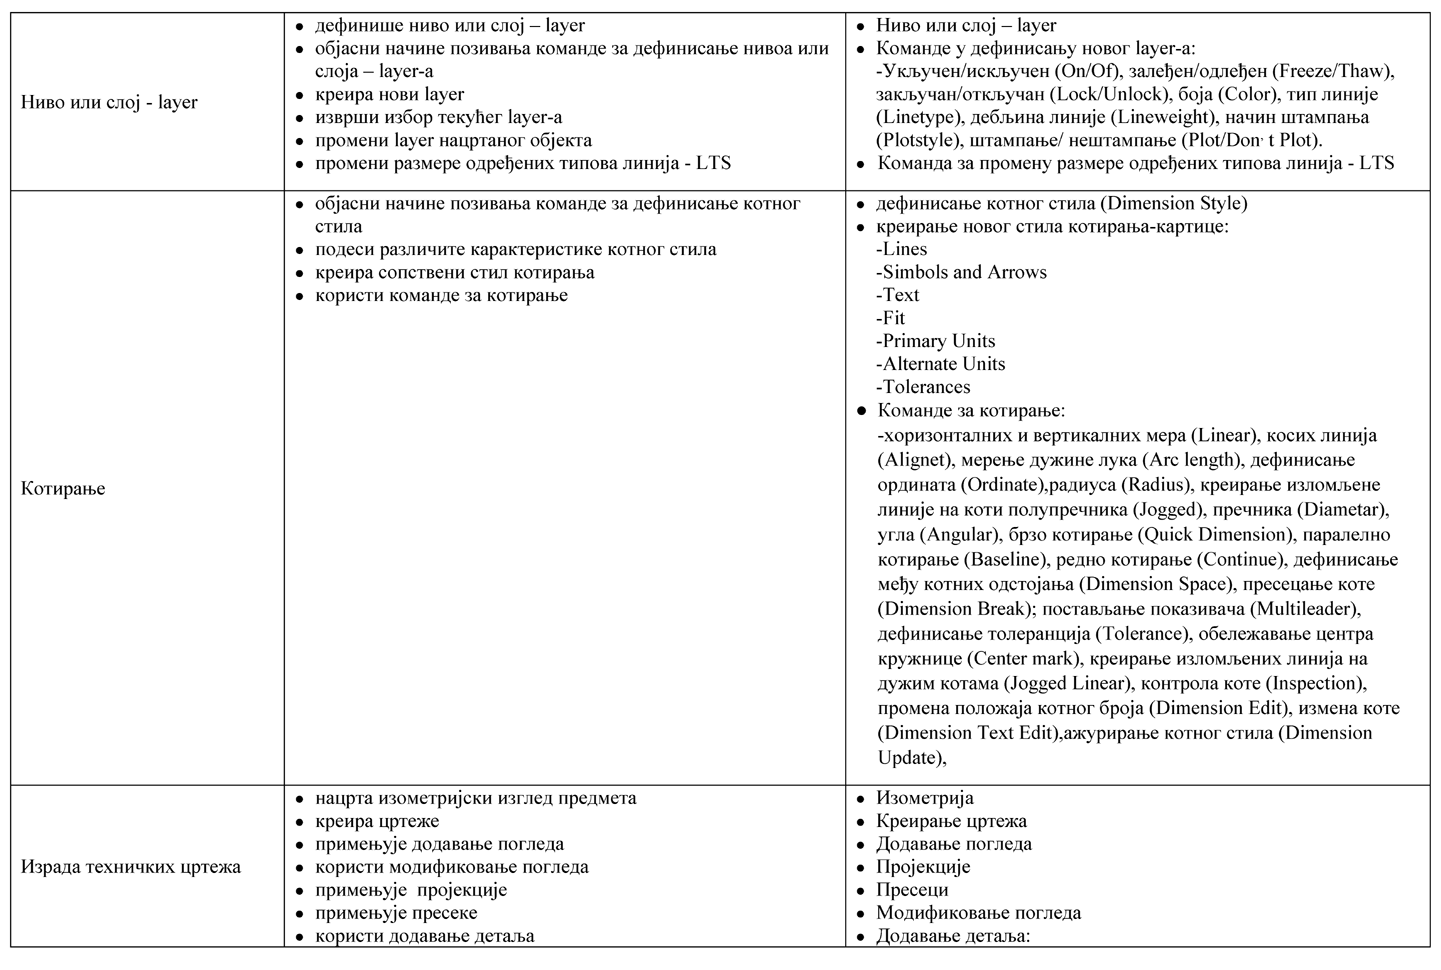 Ниво или слој - layer
• дефинише ниво или слој – layer
• објасни начине позивања команде за дефинисање нивоа или
слоја – layer-а
• креира нови layer
• изврши избор текућег layer-а
• промени layer нацртаног објекта
• промени размере одређених типова линија - LTS
• Ниво или слој – layer
• Команде у дефинисању новог layer-а:
-Укључен/искључен (On/Of), залеђен/одлеђен (Freeze/Thaw),
закључан/откључан (Lock/Unlock), боја (Color), тип линије
(Linetype), дебљина линије (Lineweight), начин штампања
(Plotstyle), штампање/ нештампање (Plot/Don· t Plot).
• Команда за промену размере одређених типова линија - LTS
Котирање
• објасни начине позивања команде за дефинисање котног
стила
• подеси различите карактеристике котног стила
• креира сопствени стил котирања
• користи команде за котирање
• дефинисање котног стила (Dimension Style)
• креирање новог стила котирања-картице:
-Lines
-Simbols and Arrows
-Text
-Fit
-Primary Units
-Alternate Units
-Tolerances
• Команде за котирање:
-хоризонталних и вертикалних мера (Linear), косих линија
(Alignet), мерење дужине лука (Arc length), дефинисање
ордината (Ordinate),радиуса (Radius), креирање изломљене
линије на коти полупречника (Jogged), пречника (Diametar),
угла (Angular), брзо котирање (Quick Dimension), паралелно
котирање (Baseline), редно котирање (Continue), дефинисање
међу котних одстојања (Dimension Space), пресецање коте
(Dimension Break); постављање показивача (Multileader),
дефинисање толеранција (Tolerance), обележавање центра
кружнице (Center mark), креирање изломљених линија на
дужим котама (Jogged Linear), контрола коте (Inspection),
промена положаја котног броја (Dimension Edit), измена коте
(Dimension Text Edit),ажурирање котног стила (Dimension
Update),
Израда техничких цртежа
• нацрта изометријски изглед предмета
• креира цртеже
• примењује додавање погледа
• користи модификовање погледа
• примењује пројекције
• примењује пресеке
• користи додавање детаља
• Изометрија
• Креирање цртежа
• Додавање погледа
• Пројекције
• Пресеци
• Модификовање погледа
• Додавање детаља: